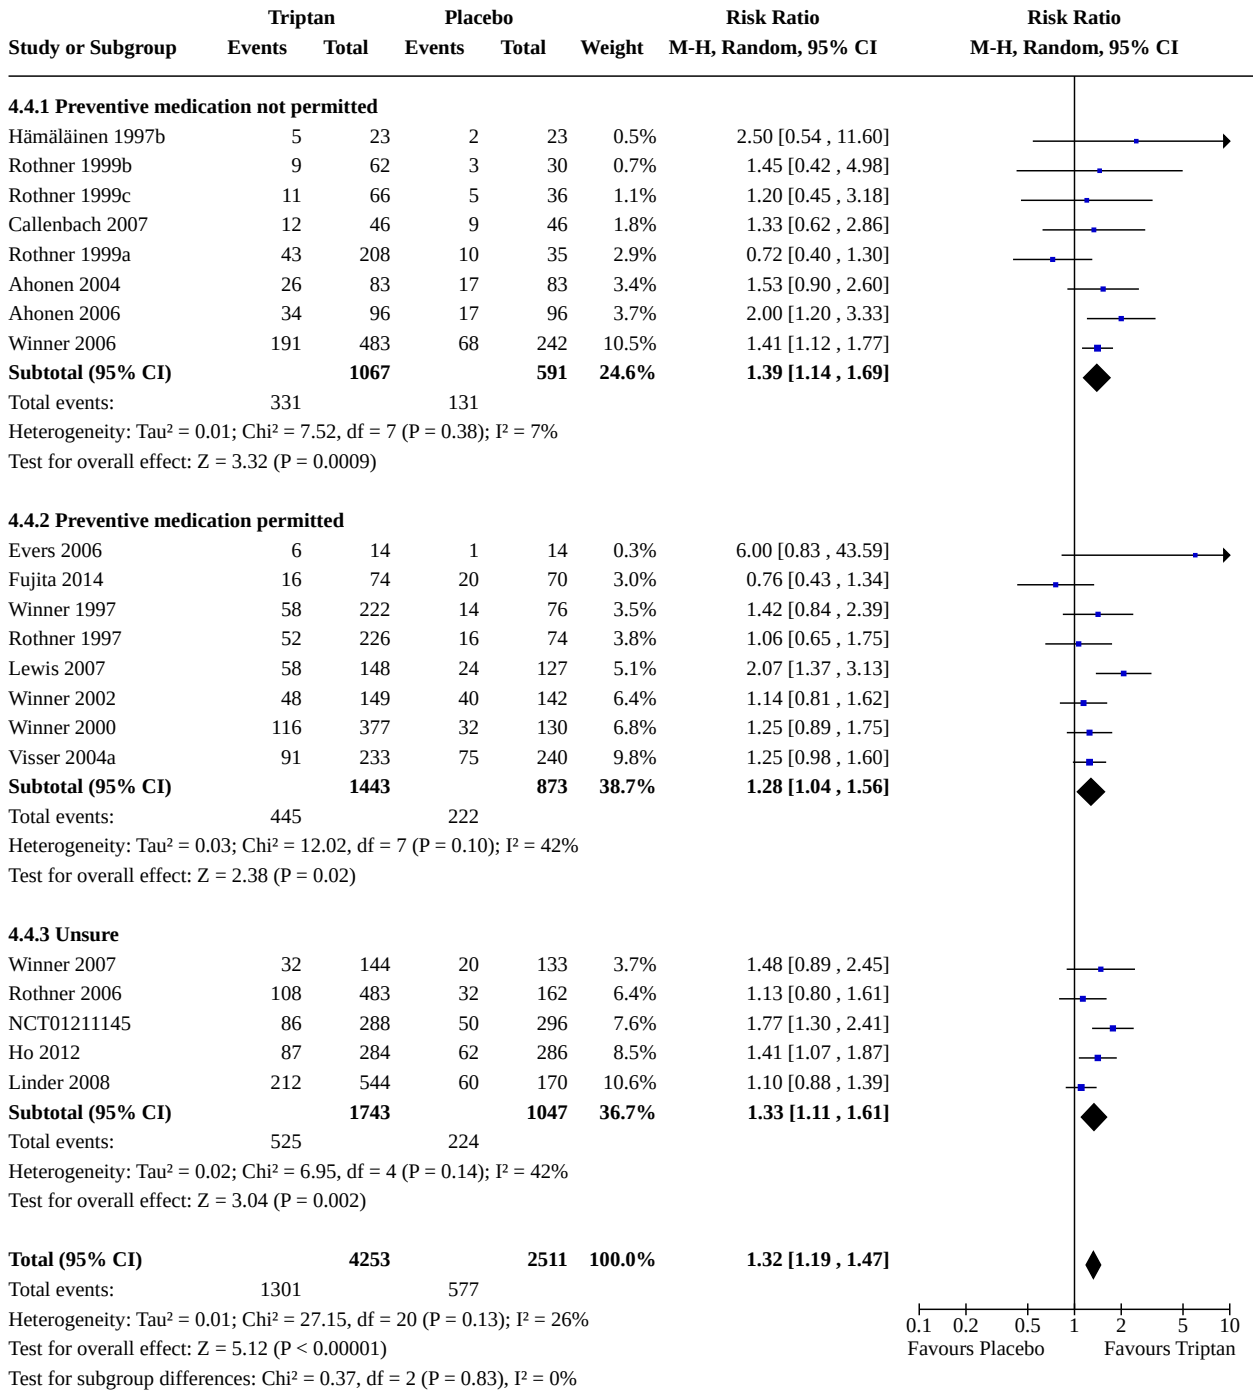 Triptan Placebo Risk Ratio Risk Ratio
Study or Subgroup Events Total Events Total Weight M-H, Random, 95% CI M-H, Random, 95% CI
4.4.1 Preventive medication not permitted
Hämäläinen 1997b 5 23 2 23 0.5% 2.50 [0.54 , 11.60]
Rothner 1999b 9 62 3 30 0.7% 1.45 [0.42 , 4.98]
Rothner 1999c 11 66 5 36 1.1% 1.20 [0.45 , 3.18]
Callenbach 2007 12 46 9 46 1.8% 1.33 [0.62 , 2.86]
Rothner 1999a 43 208 10 35 2.9% 0.72 [0.40 , 1.30]
Ahonen 2004 26 83 17 83 3.4% 1.53 [0.90 , 2.60]
Ahonen 2006 34 96 17 96 3.7% 2.00 [1.20 , 3.33]
Winner 2006 191 483 68 242 10.5% 1.41 [1.12 , 1.77]
Subtotal (95% CI) 1067 591 24.6% 1.39 [1.14 , 1.69]
Total events: 331 131
Heterogeneity: Tau² = 0.01; Chi² = 7.52, df = 7 (P = 0.38); I² = 7%
Test for overall effect: Z = 3.32 (P = 0.0009)
4.4.2 Preventive medication permitted
Evers 2006 6 14 1 14 0.3% 6.00 [0.83 , 43.59]
Fujita 2014 16 74 20 70 3.0% 0.76 [0.43 , 1.34]
Winner 1997 58 222 14 76 3.5% 1.42 [0.84 , 2.39]
Rothner 1997 52 226 16 74 3.8% 1.06 [0.65 , 1.75]
Lewis 2007 58 148 24 127 5.1% 2.07 [1.37 , 3.13]
Winner 2002 48 149 40 142 6.4% 1.14 [0.81 , 1.62]
Winner 2000 116 377 32 130 6.8% 1.25 [0.89 , 1.75]
Visser 2004a 91 233 75 240 9.8% 1.25 [0.98 , 1.60]
Subtotal (95% CI) 1443 873 38.7% 1.28 [1.04 , 1.56]
Total events: 445 222
Heterogeneity: Tau² = 0.03; Chi² = 12.02, df = 7 (P = 0.10); I² = 42%
Test for overall effect: Z = 2.38 (P = 0.02)
4.4.3 Unsure
Winner 2007 32 144 20 133 3.7% 1.48 [0.89 , 2.45]
Rothner 2006 108 483 32 162 6.4% 1.13 [0.80 , 1.61]
NCT01211145 86 288 50 296 7.6% 1.77 [1.30 , 2.41]
Ho 2012 87 284 62 286 8.5% 1.41 [1.07 , 1.87]
Linder 2008 212 544 60 170 10.6% 1.10 [0.88 , 1.39]
Subtotal (95% CI) 1743 1047 36.7% 1.33 [1.11 , 1.61]
Total events: 525 224
Heterogeneity: Tau² = 0.02; Chi² = 6.95, df = 4 (P = 0.14); I² = 42%
Test for overall effect: Z = 3.04 (P = 0.002)
Total (95% CI) 4253 2511 100.0% 1.32 [1.19 , 1.47]
Total events: 1301 577
Heterogeneity: Tau² = 0.01; Chi² = 27.15, df = 20 (P = 0.13); I² = 26%
Test for overall effect: Z = 5.12 (P < 0.00001)
Test for subgroup differences: Chi² = 0.37, df = 2 (P = 0.83), I² = 0%
0.1 0.2 0.5 1 2 5 10
Favours Placebo Favours Triptan